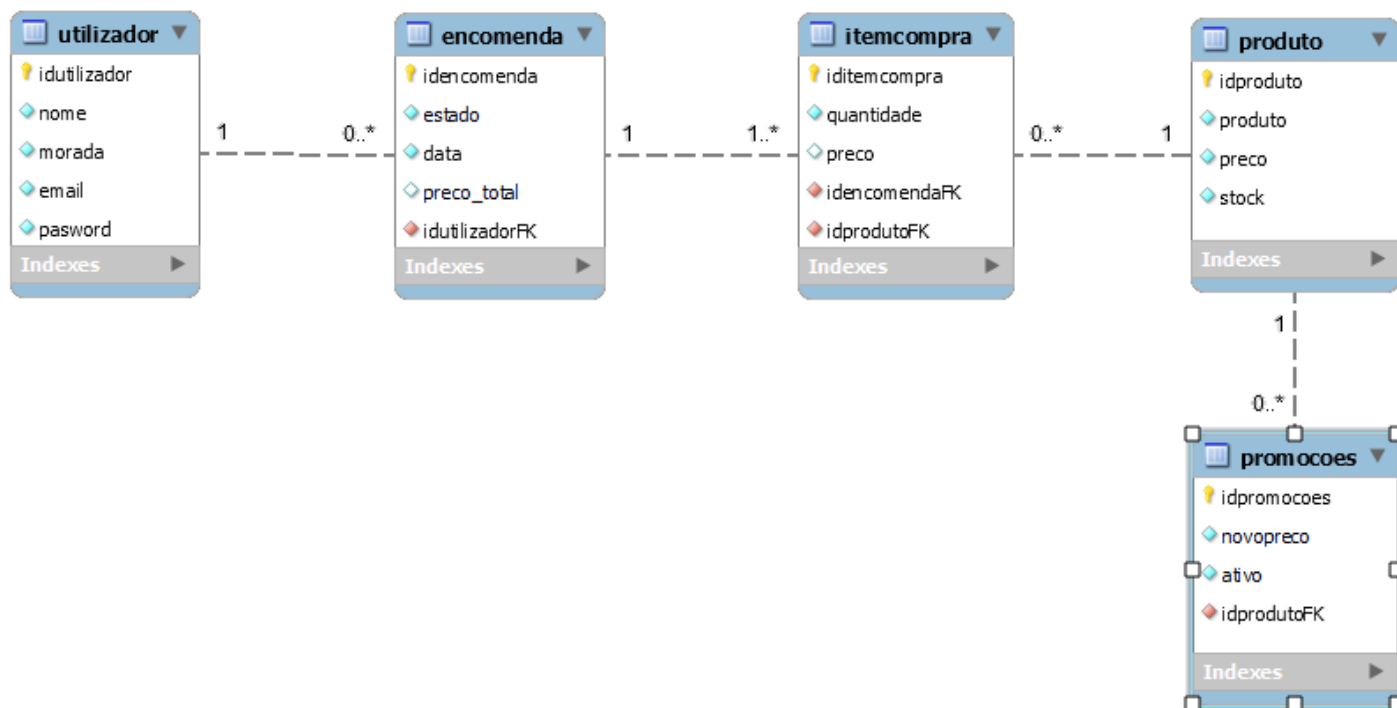 utilizador
idutilizador
nome
morada
email
pasword
Indexes
1
0..*
encomenda
idencomenda
estado
data
preco_total
idutilizadorFK
Indexes
1
1..*
itemcompra
iditemcompra
quantidade
preco
idencomendaFK
idprodutoFK
Indexes
0..*
1
produto
idproduto
produto
preco
stock
Indexes
1
0..*
promocoes
idpromocoes
novopreco
ativo
idprodutoFK
Indexes